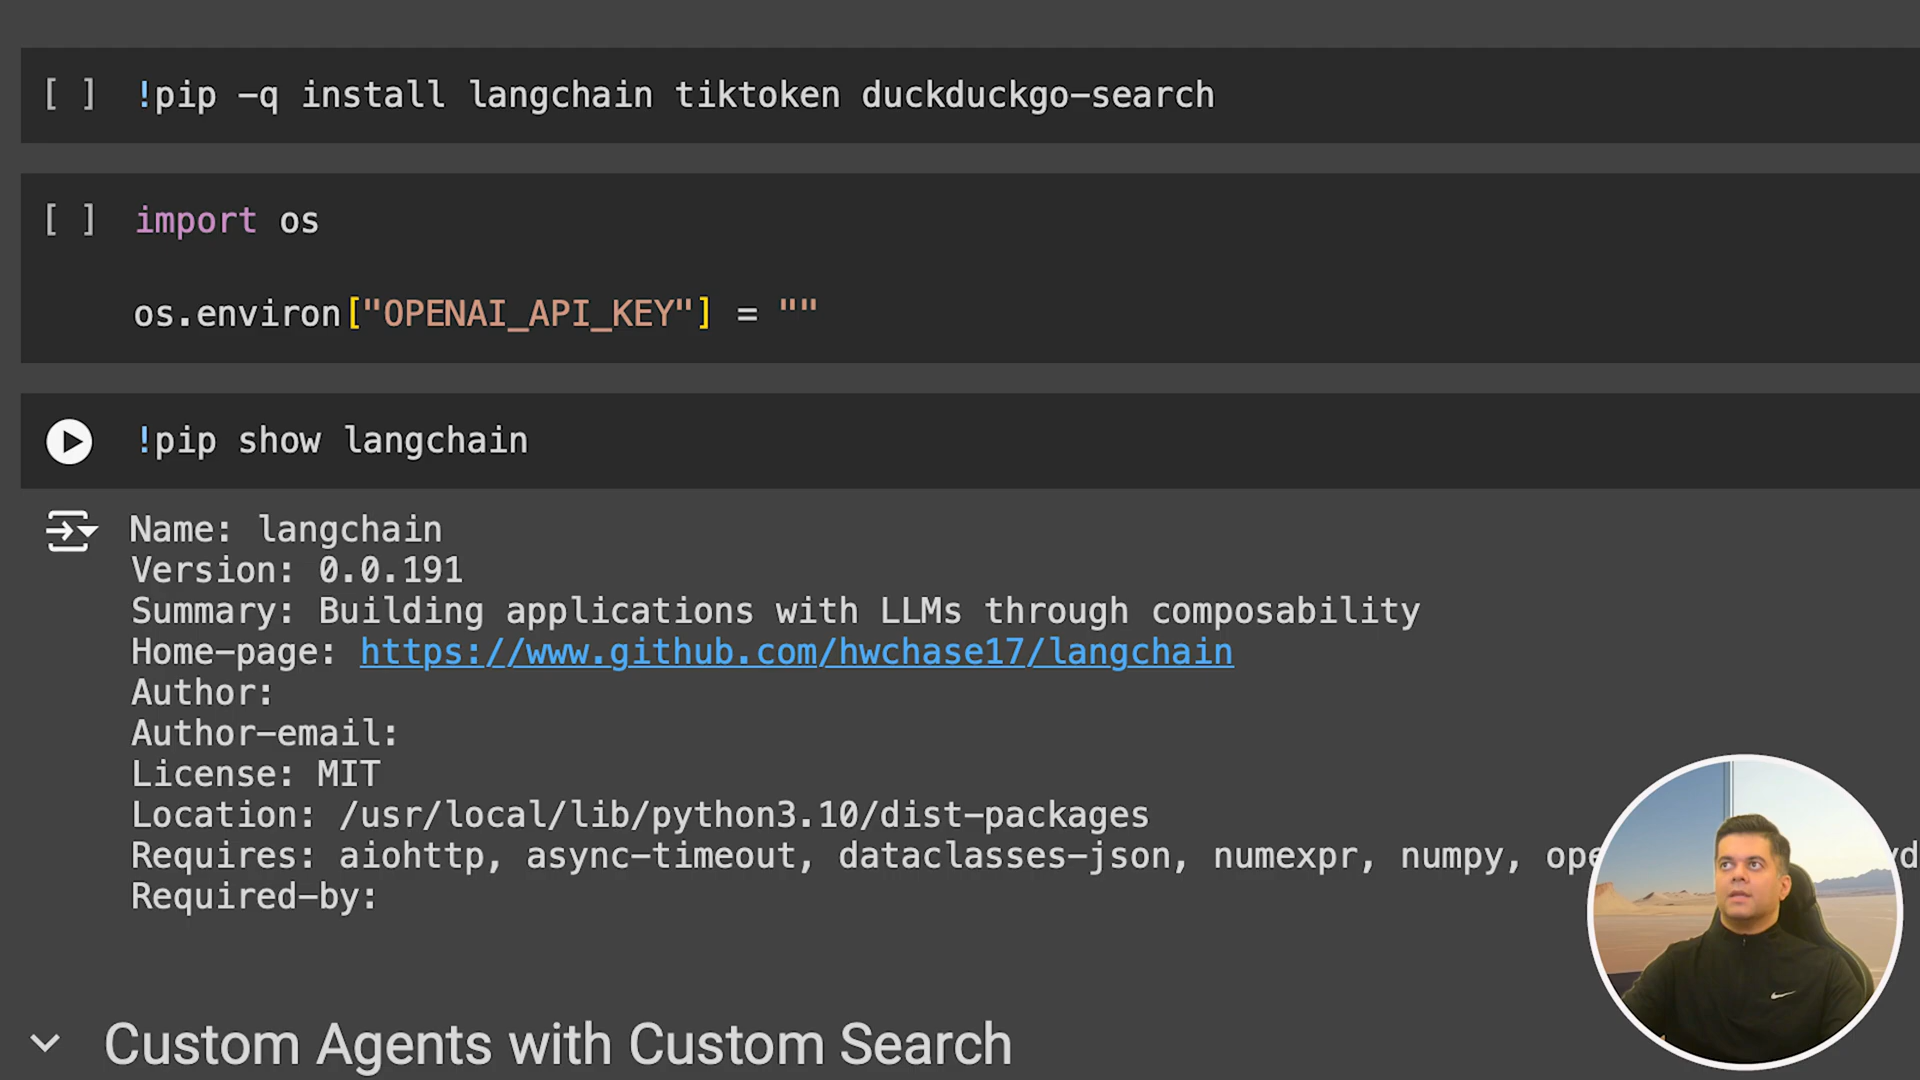 [ ] !pip -q install langchain tiktoken duckduckgo-search
[ ] import os
os.environ["OPENAI_API_KEY"] = ""
!pip show langchain
Name: langchain
Version: 0.0.191
Summary: Building applications with LLMs through composability
Home-page: https://www.github.com/hwchase17/langchain
Author:
Author-email:
License: MIT
Location: /usr/local/lib/python3.10/dist-packages
Requires: aiohttp, async-timeout, dataclasses-json, numexpr, numpy,
Required-by:
Custom Agents with Custom Search